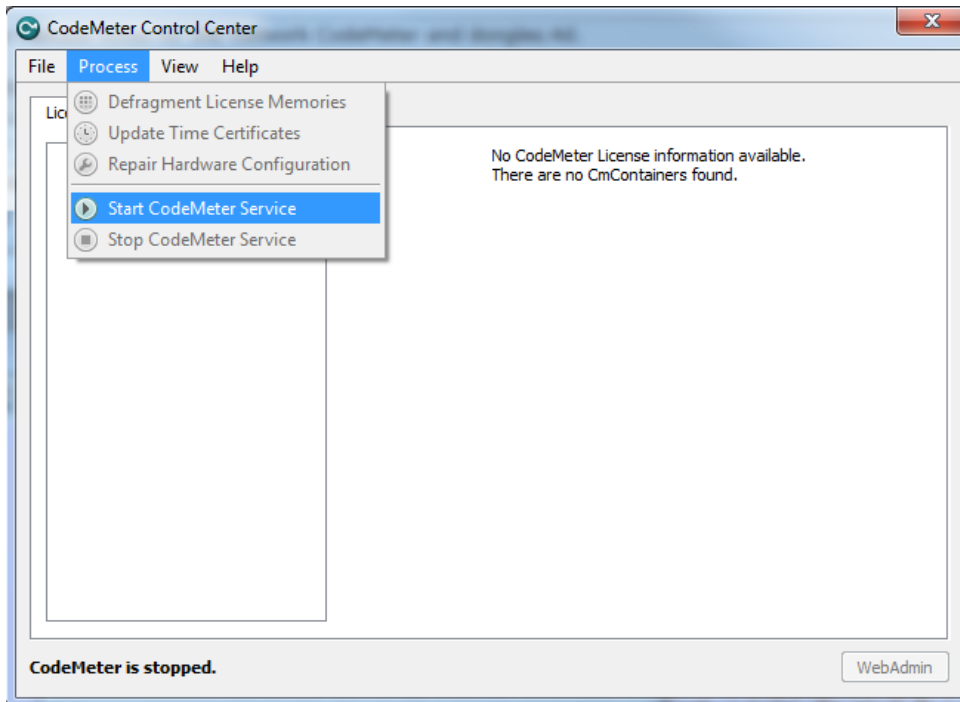 CodeMeter Control Center
File Process View Help
Defragment License Memories
Update Time Certificates
Repair Hardware Configuration
Start CodeMeter Service
Stop CodeMeter Service
No CodeMeter License information available.
There are no CmContainers found.
CodeMeter is stopped.
WebAdmin